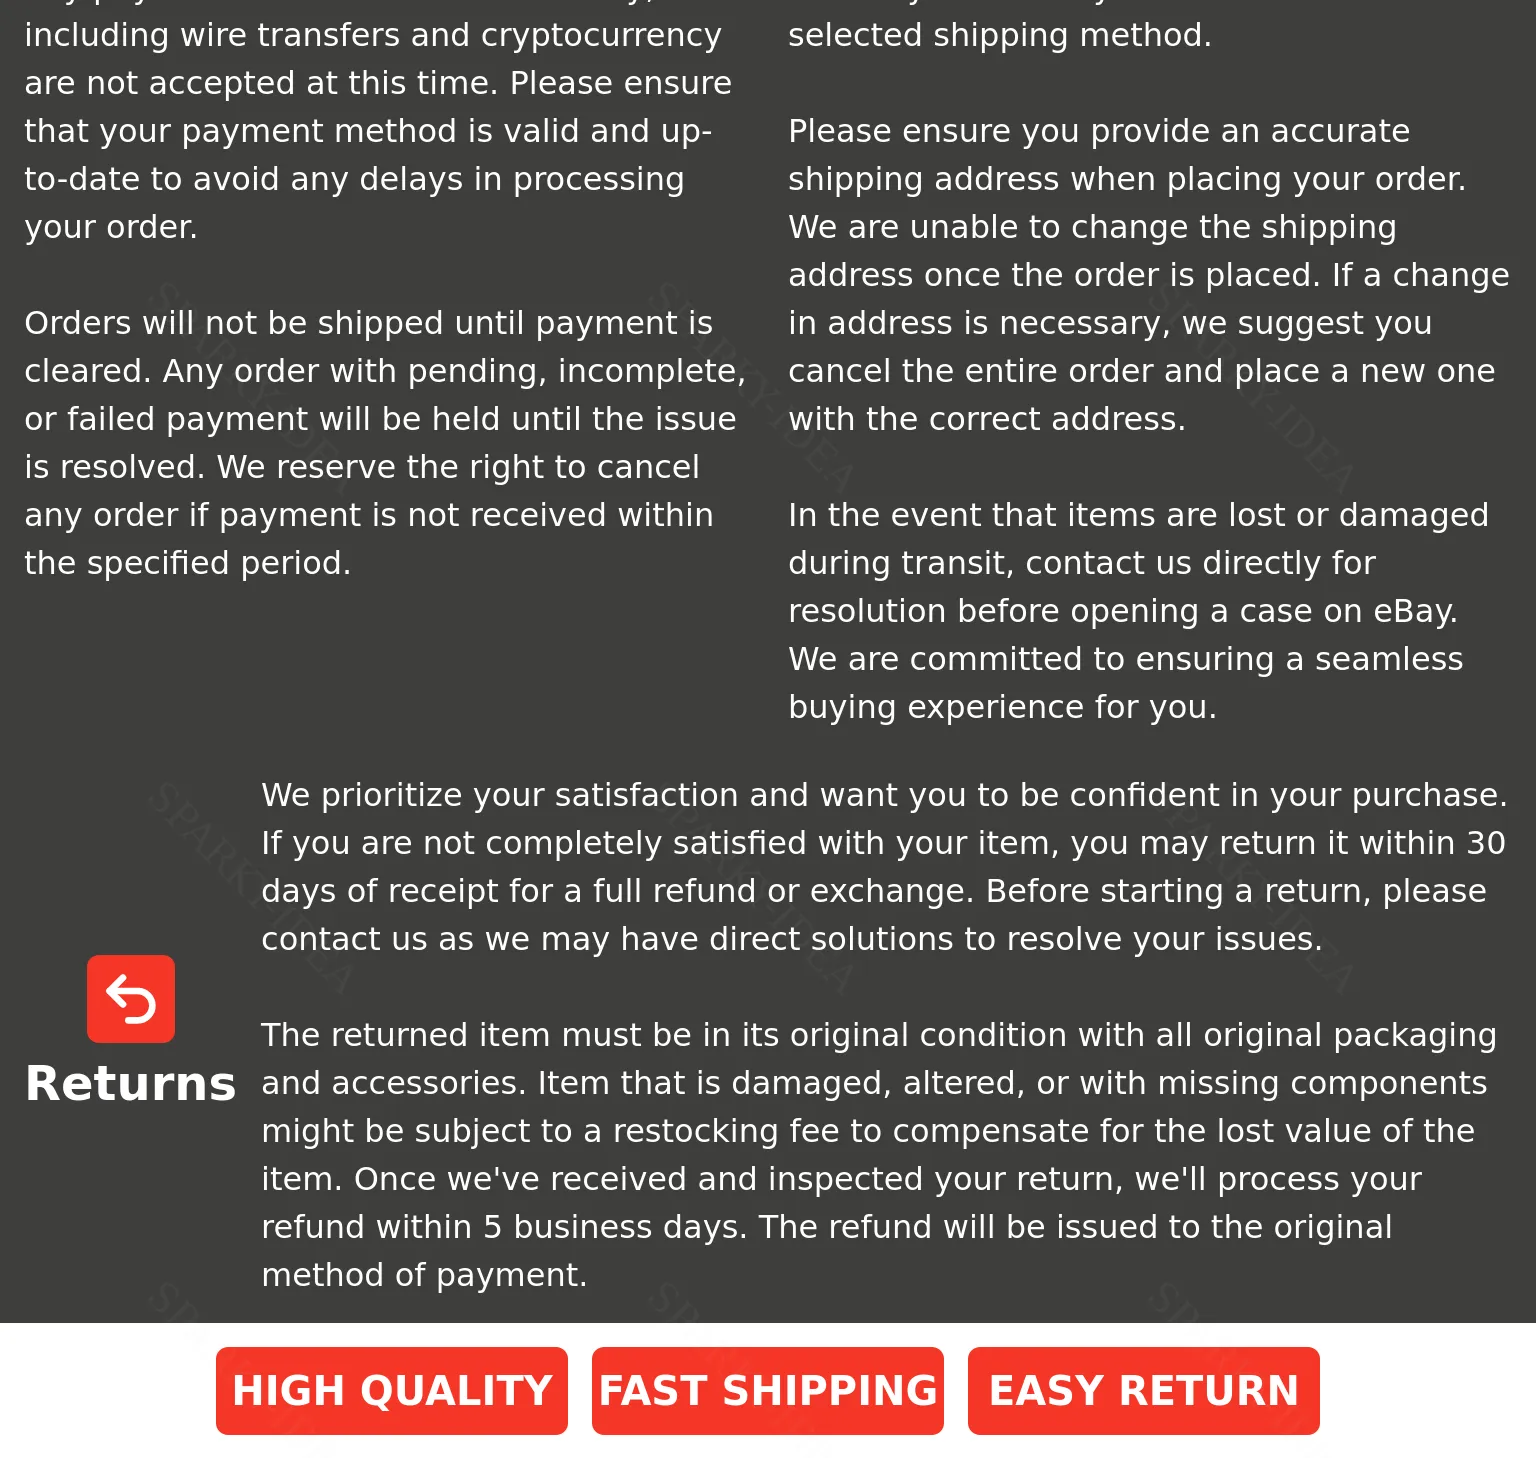 including wire transfers and cryptocurrency
are not accepted at this time. Please ensure
that your payment method is valid and up-
to-date to avoid any delays in processing
your order.
Orders will not be shipped until payment is
cleared. Any order with pending, incomplete,
or failed payment will be held until the issue
is resolved. We reserve the right to cancel
any order if payment is not received within
the specified period.
selected shipping method.
Please ensure you provide an accurate
shipping address when placing your order.
We are unable to change the shipping
address once the order is placed. If a change
in address is necessary, we suggest you
cancel the entire order and place a new one
with the correct address.
In the event that items are lost or damaged
during transit, contact us directly for
resolution before opening a case on eBay.
We are committed to ensuring a seamless
buying experience for you.
Returns
We prioritize your satisfaction and want you to be confident in your purchase.
If you are not completely satisfied with your item, you may return it within 30
days of receipt for a full refund or exchange. Before starting a return, please
contact us as we may have direct solutions to resolve your issues.
The returned item must be in its original condition with all original packaging
and accessories. Item that is damaged, altered, or with missing components
might be subject to a restocking fee to compensate for the lost value of the
item. Once we've received and inspected your return, we'll process your
refund within 5 business days. The refund will be issued to the original
method of payment.
HIGH QUALITY
FAST SHIPPING
EASY RETURN
SPARKY-IDEA
SPARKY-IDEA
SPARKY-IDEA
SPARKY-IDEA
SPARKY-IDEA
SPARKY-IDEA